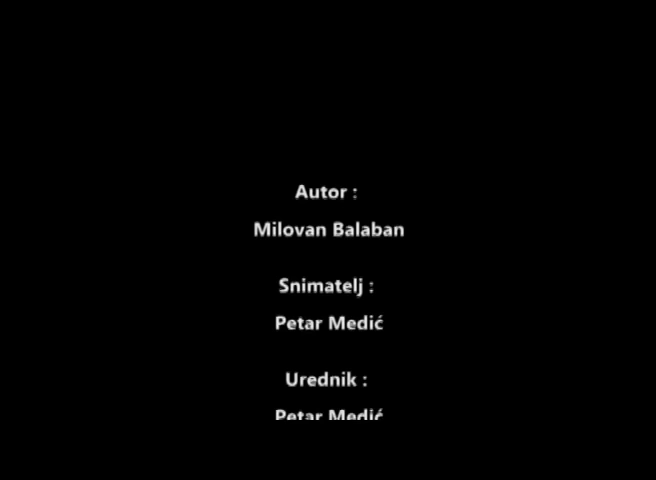 Autor :
Milovan Balaban
Snimatelj :
Petar Medić
Urednik :
Petar Medić